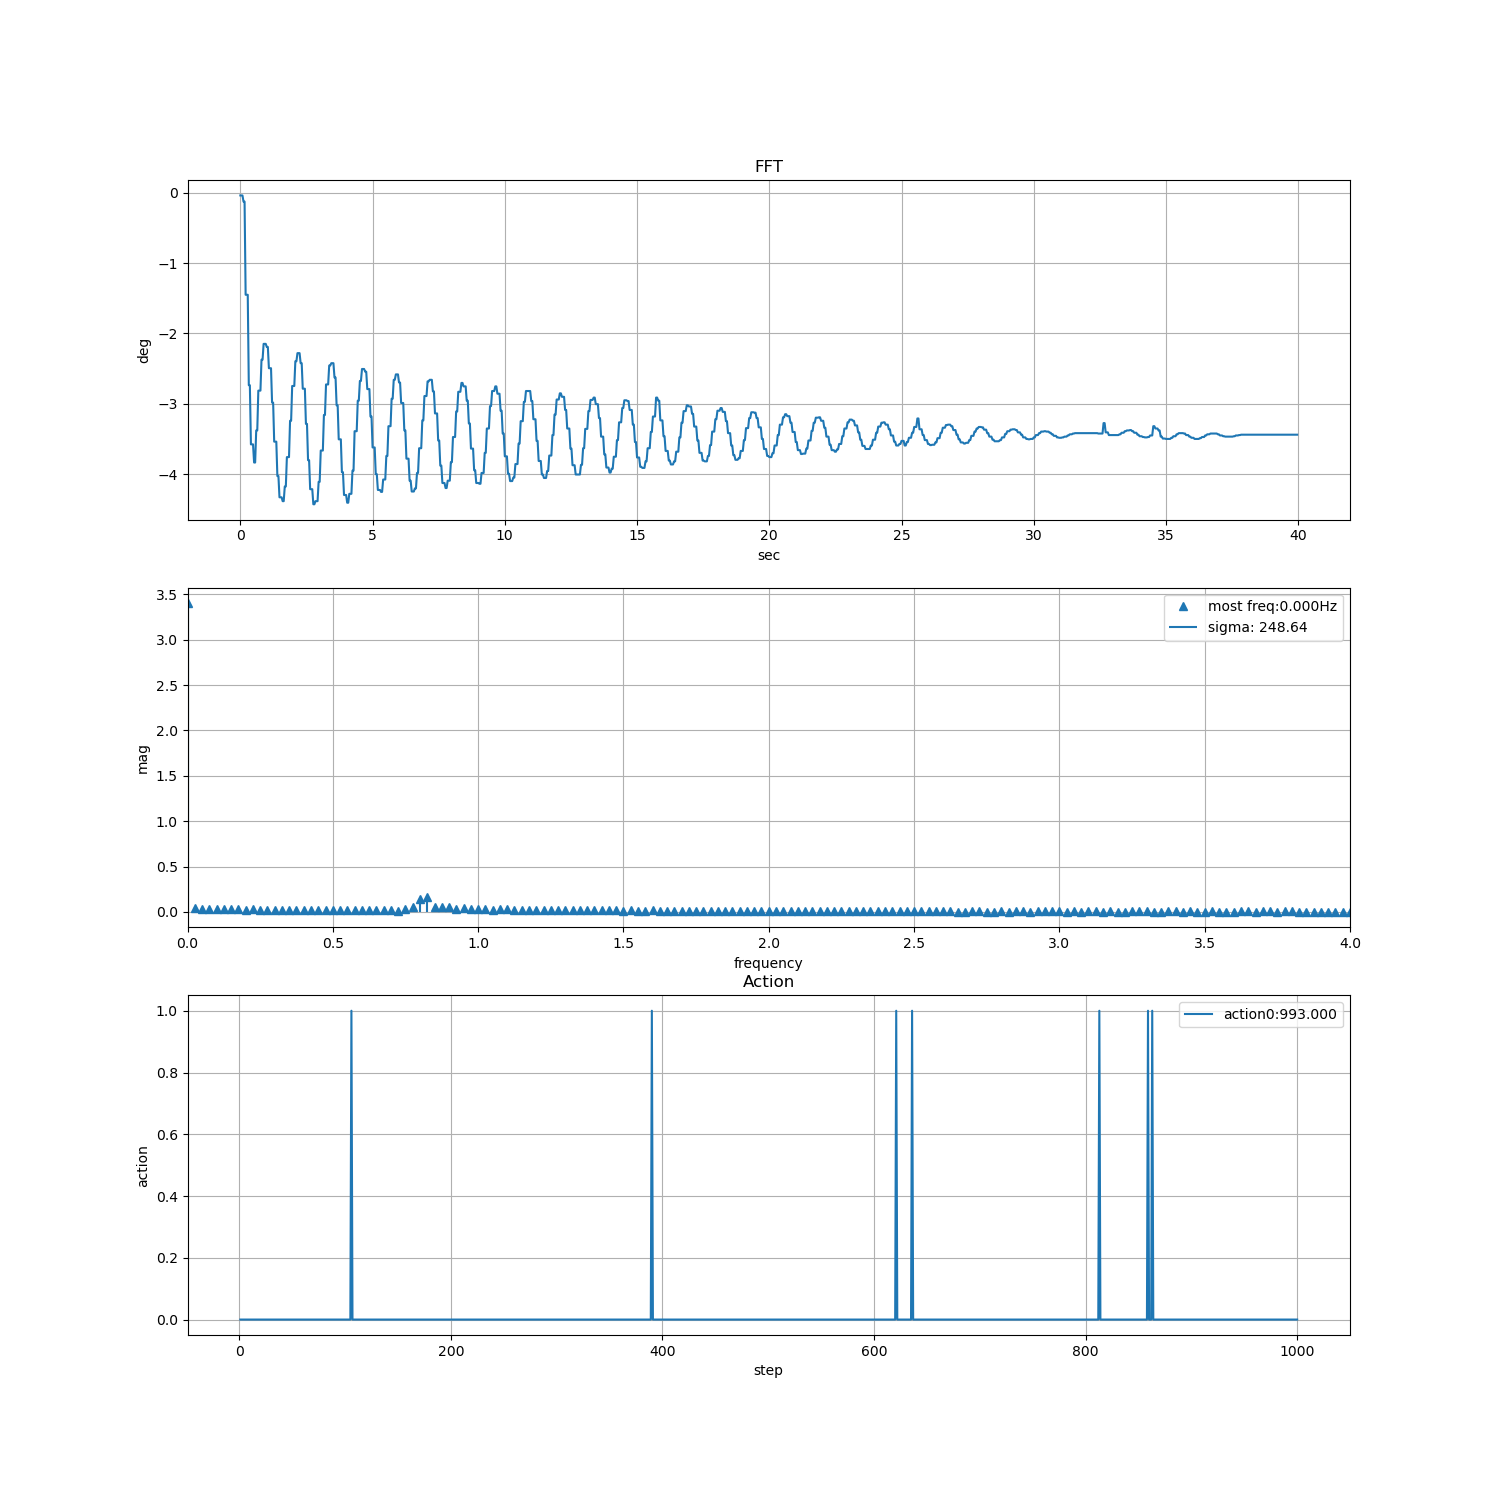 FFT
0
−1
−2
−3
−4
deg
0 5 10 15 20 25 30 35 40
sec
3.5
3.0
2.5
2.0
1.5
1.0
0.5
0.0
mag
most freq:0.000Hz
sigma: 248.64
0.0 0.5 1.0 1.5 2.0 2.5 3.0 3.5 4.0
frequency
Action
1.0
0.8
0.6
0.4
0.2
0.0
action
action0:993.000
0 200 400 600 800 1000
step